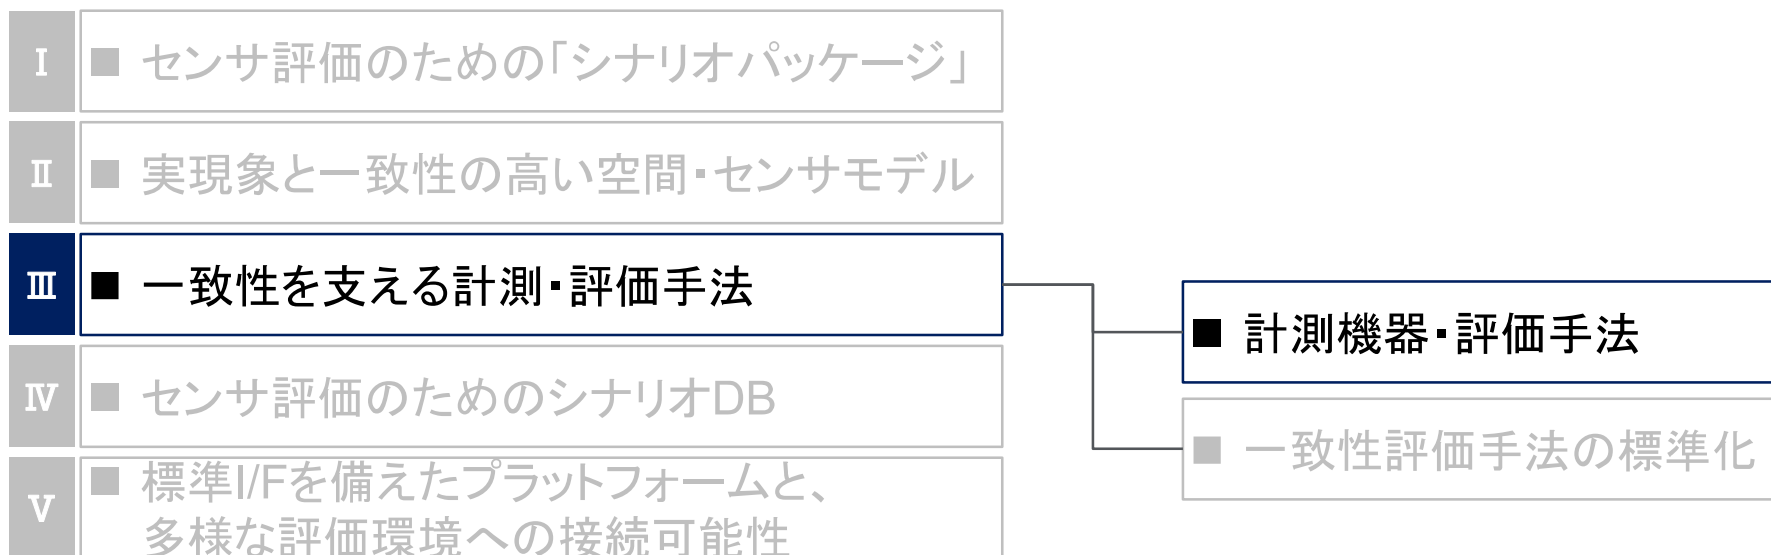 Ⅰ ■ センサ評価のための「シナリオパッケージ」
Ⅱ ■ 実現象と一致性の高い空間・センサモデル
Ⅲ ■ 一致性を支える計測・評価手法
■ 計測機器・評価手法
Ⅳ ■ センサ評価のためのシナリオDB
■ 一致性評価手法の標準化
Ⅴ ■ 標準I/Fを備えたプラットフォームと、
多様な評価環境への接続可能性